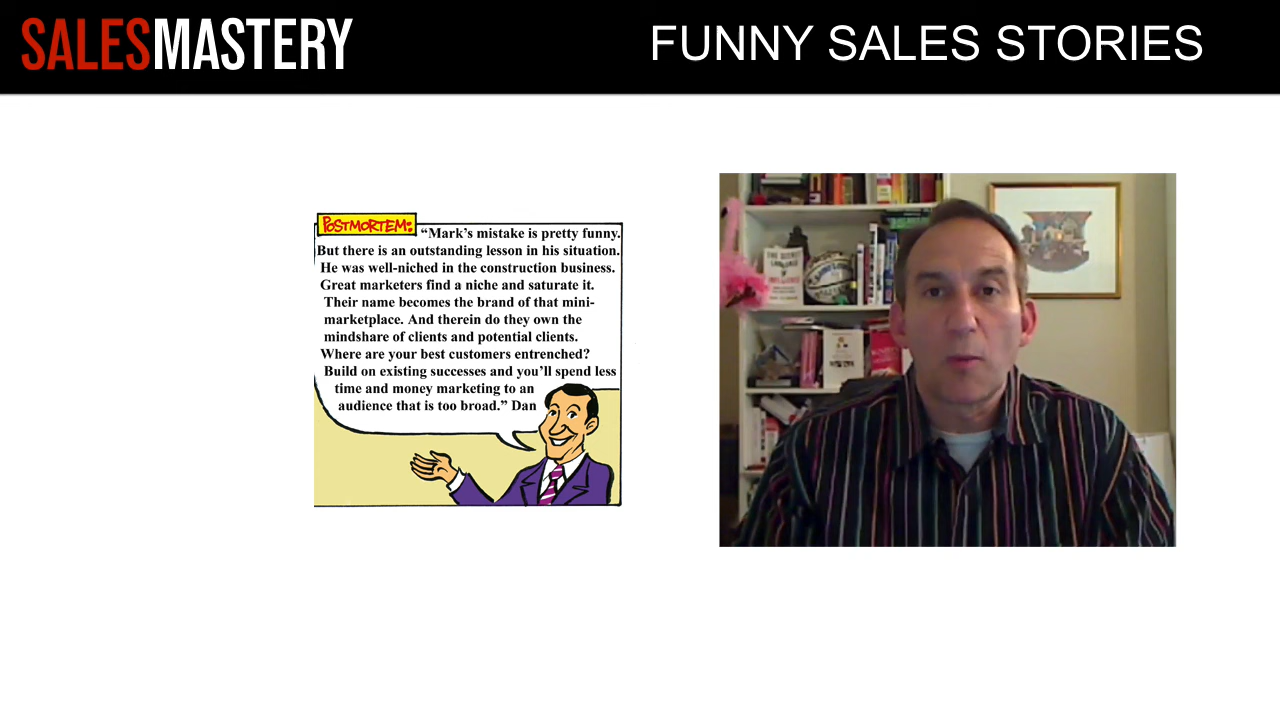 SALESMASTERY
FUNNY SALES STORIES
POSTMORTEM: “Mark’s mistake is pretty funny.
But there is an outstanding lesson in his situation.
He was well-niched in the construction business.
Great marketers find a niche and saturate it.
Their name becomes the brand of that mini-
marketplace. And therein do they own the
mindshare of clients and potential clients.
Where are your best customers entrenched?
Build on existing successes and you’ll spend less
time and money marketing to an
audience that is too broad.” Dan